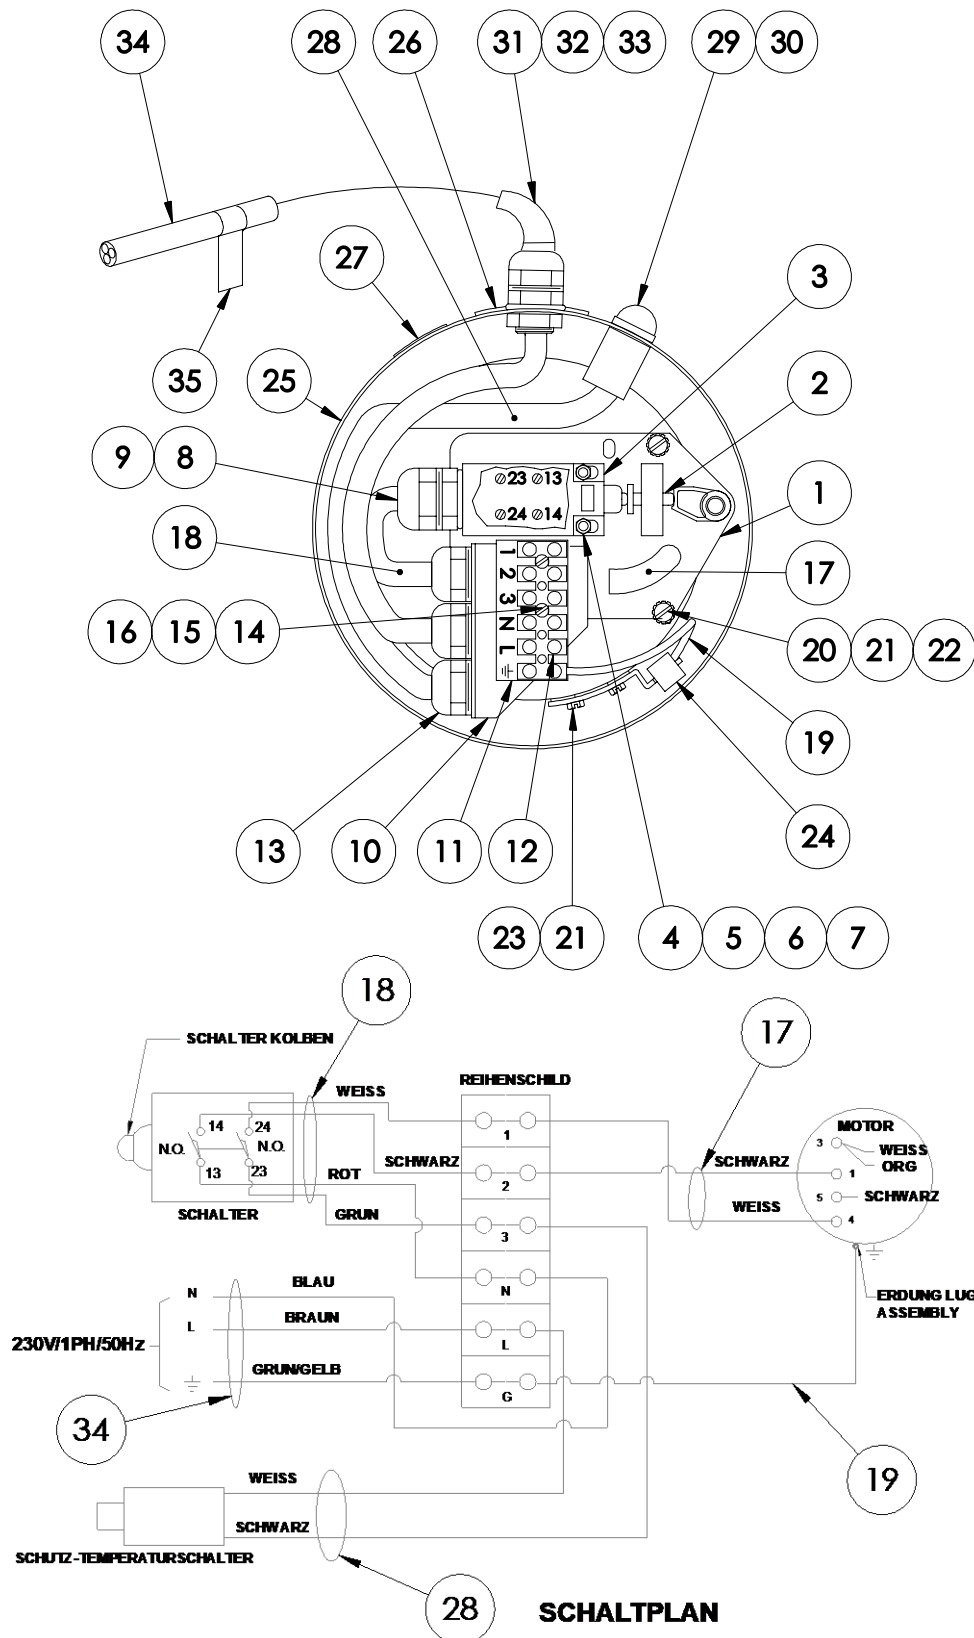 34 28 26 31 32 33 29 30
27 3
35 25 2
9 8 23 13 1
24 14
18 1 17
2
3
16 15 14 N 20 21 22
L
19
13 10 11 12 24
23 21 4 5 6 7
18
SCHALTER KOLBEN 17
WEISS REIHENSCHILD
14 24 1 MOTOR
N.O. N.O. 3 WEISS
SCHWARZ SCHWARZ ORG
13 23 ROT 2 1
5 SCHWARZ
SCHALTER GRUN WEISS 4
3
BLAU
N N ERDUNG LUG
BRAUN ASSEMBLY
L
230V/1PH/50Hz L
GRUN/GELB
G
34
WEISS 19
SCHWARZ
SCHUTZ-TEMPERATURSCHALTER
28 SCHALTPLAN